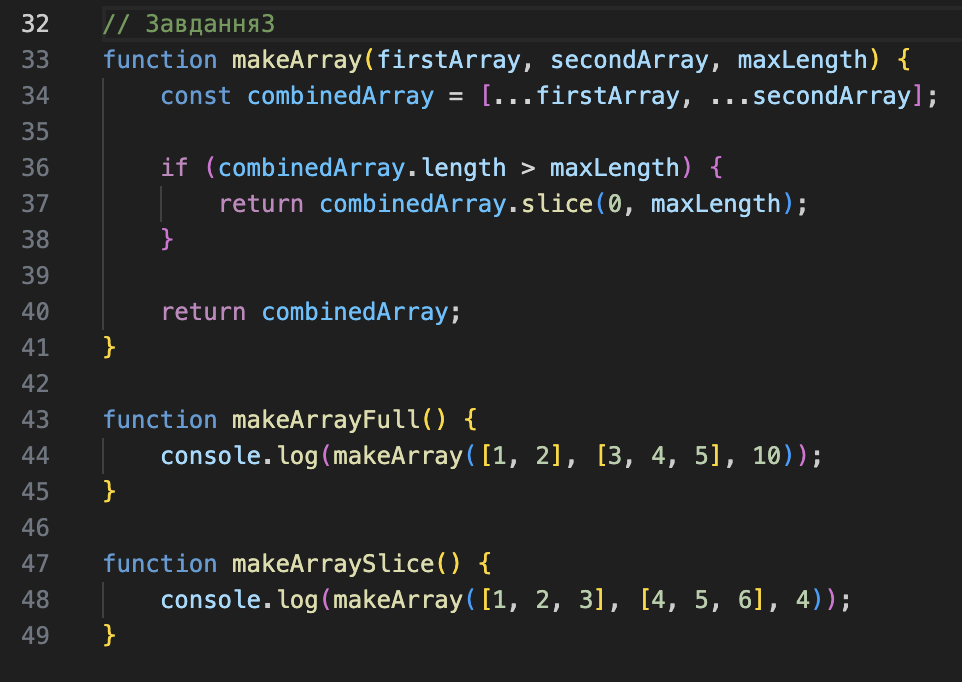 32 // Завдання3
33 function makeArray(firstArray, secondArray, maxLength) {
34     const combinedArray = [...firstArray, ...secondArray];
35
36     if (combinedArray.length > maxLength) {
37         return combinedArray.slice(0, maxLength);
38     }
39
40     return combinedArray;
41 }
42
43 function makeArrayFull() {
44     console.log(makeArray([1, 2], [3, 4, 5], 10));
45 }
46
47 function makeArraySlice() {
48     console.log(makeArray([1, 2, 3], [4, 5, 6], 4));
49 }